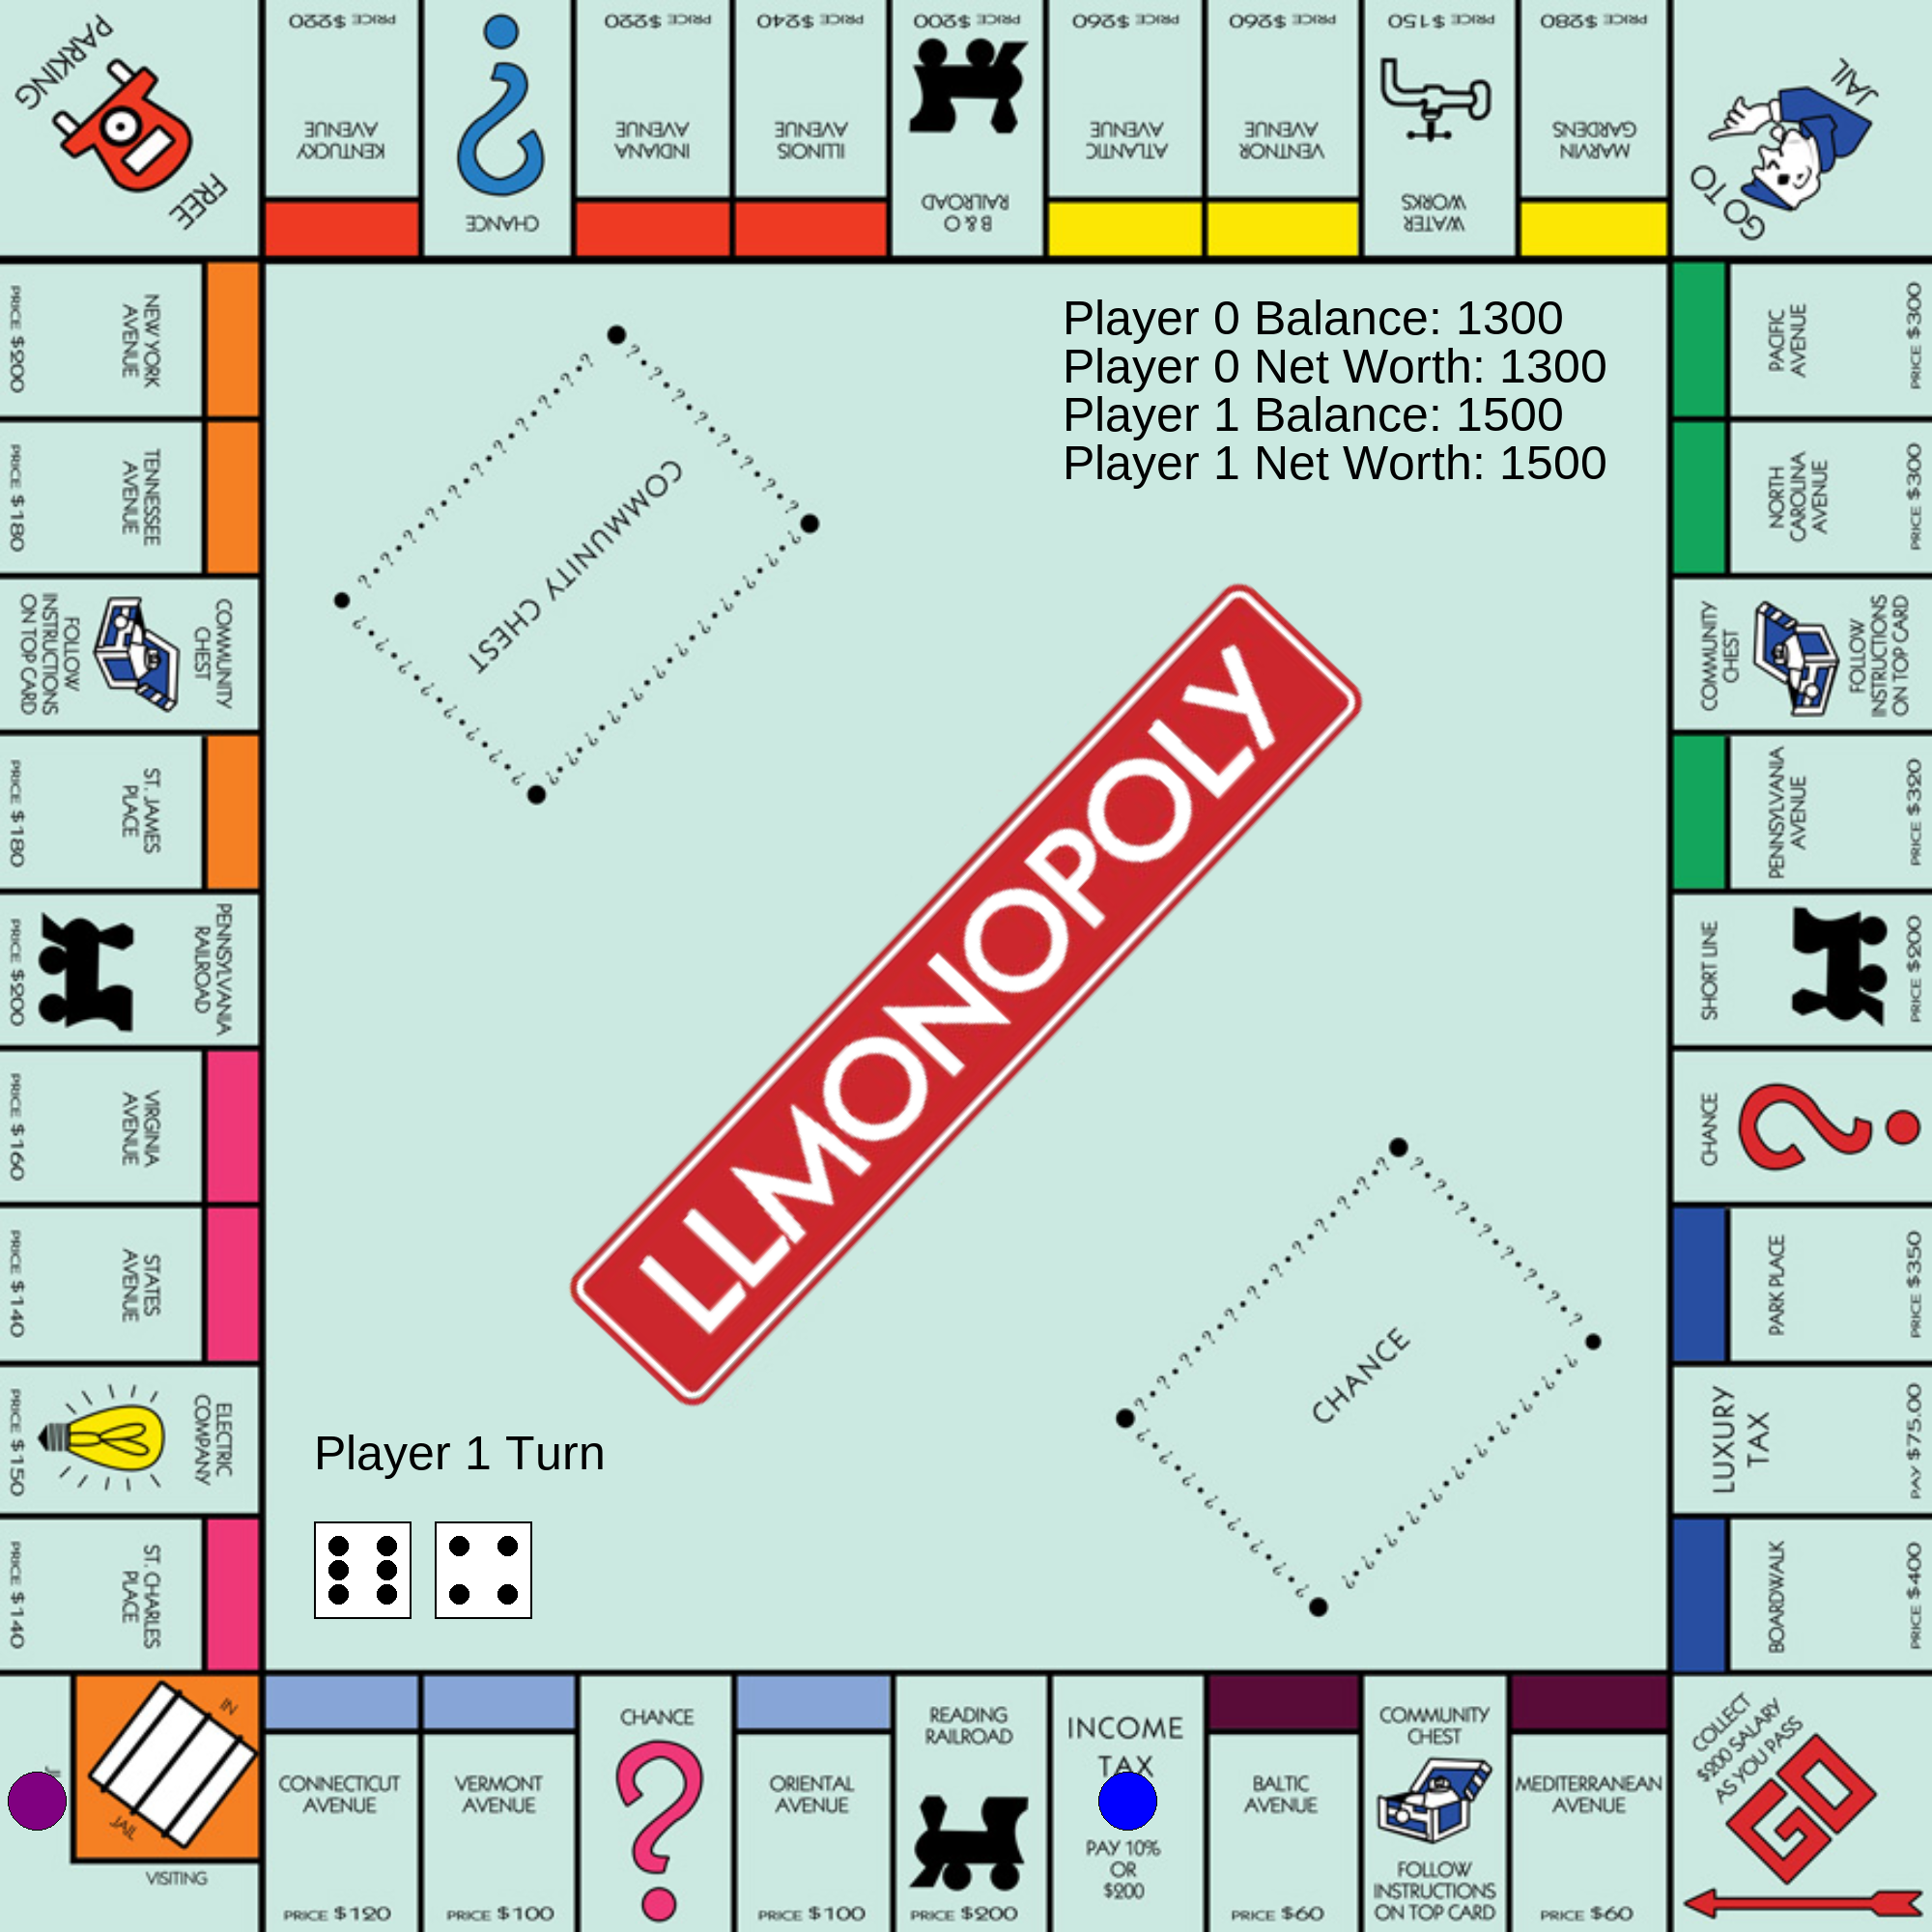 FREE
PARKING
PRICE $220
KENTUCKY
AVENUE
CHANCE
PRICE $220
INDIANA
AVENUE
PRICE $240
ILLINOIS
AVENUE
PRICE $200
B & O
RAILROAD
PRICE $260
ATLANTIC
AVENUE
PRICE $260
VENTNOR
AVENUE
PRICE $150
WATER
WORKS
PRICE $280
MARVIN
GARDENS
GO TO
JAIL
NEW YORK
AVENUE
PRICE $200
TENNESSEE
AVENUE
PRICE $180
COMMUNITY
CHEST
FOLLOW
INSTRUCTIONS
ON TOP CARD
ST. JAMES
PLACE
PRICE $180
PENNSYLVANIA
RAILROAD
PRICE $200
VIRGINIA
AVENUE
PRICE $160
STATES
AVENUE
PRICE $140
ELECTRIC
COMPANY
PRICE $150
ST. CHARLES
PLACE
PRICE $140
Player 0 Balance: 1300
Player 0 Net Worth: 1300
Player 1 Balance: 1500
Player 1 Net Worth: 1500
COMMUNITY CHEST
LLMONOPOLY
CHANCE
Player 1 Turn
PACIFIC
AVENUE
PRICE $300
NORTH
CAROLINA
AVENUE
PRICE $300
COMMUNITY
CHEST
FOLLOW
INSTRUCTIONS
ON TOP CARD
PENNSYLVANIA
AVENUE
PRICE $320
SHORT LINE
PRICE $200
CHANCE
PARK PLACE
PRICE $350
LUXURY
TAX
PAY $75.00
BOARDWALK
PRICE $400
IN
JAIL
VISITING
CONNECTICUT
AVENUE
PRICE $120
VERMONT
AVENUE
PRICE $100
CHANCE
ORIENTAL
AVENUE
PRICE $100
READING
RAILROAD
PRICE $200
INCOME
TAX
PAY 10%
OR
$200
BALTIC
AVENUE
PRICE $60
COMMUNITY
CHEST
FOLLOW
INSTRUCTIONS
ON TOP CARD
MEDITERRANEAN
AVENUE
PRICE $60
COLLECT
$200 SALARY
AS YOU PASS
GO